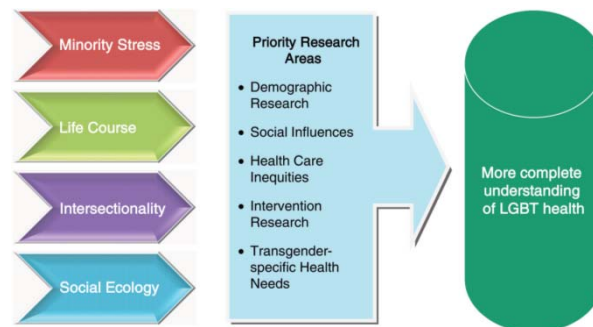 Minority Stress
Life Course
Intersectionality
Social Ecology
Priority Research
Areas
• Demographic
Research
• Social Influences
• Health Care
Inequities
• Intervention
Research
• Transgender-
specific Health
Needs
More complete
understanding
of LGBT health